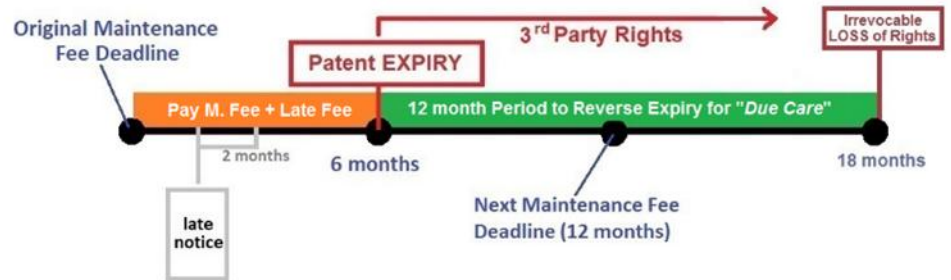 Original Maintenance
Fee Deadline
3rd Party Rights
Irrevocable
LOSS of Rights
Patent EXPIRY
Pay M. Fee + Late Fee
12 month Period to Reverse Expiry for "Due Care"
2 months
6 months
18 months
late
notice
Next Maintenance Fee
Deadline (12 months)